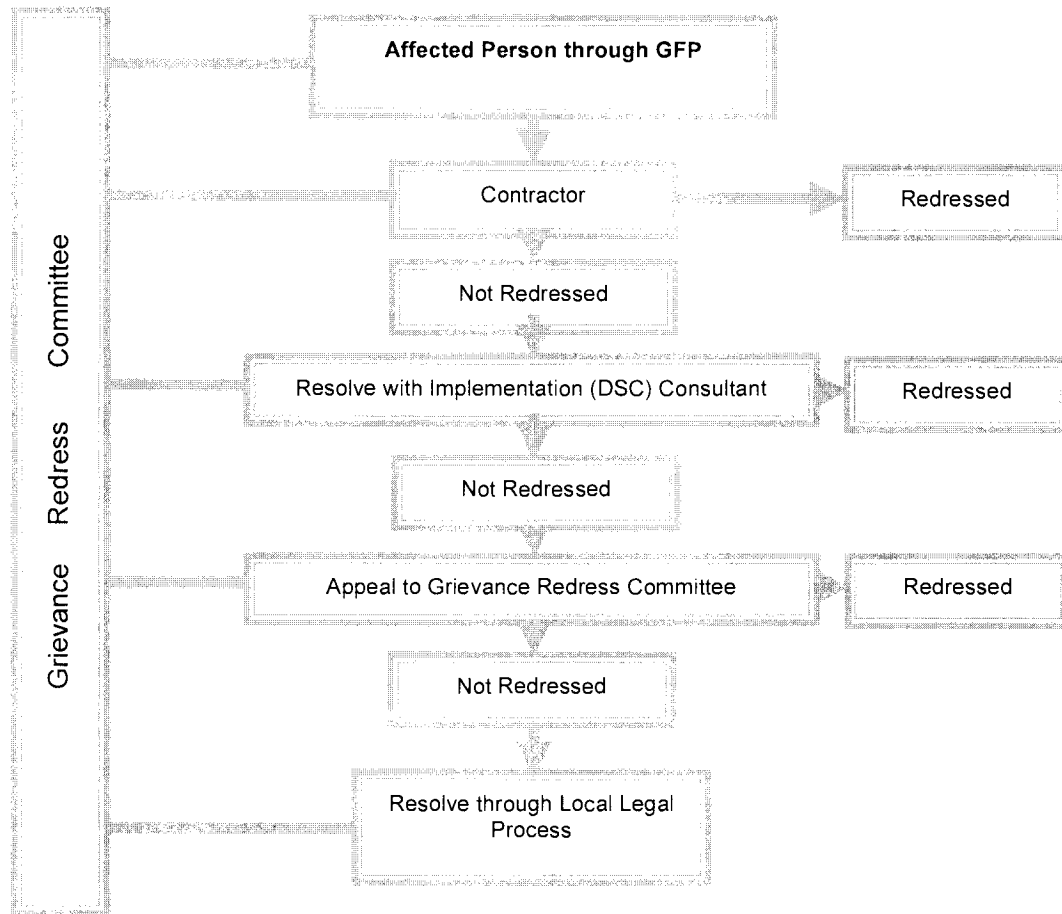 Affected Person through GFP
Contractor
Redressed
Not Redressed
Resolve with Implementation (DSC) Consultant
Redressed
Not Redressed
Appeal to Grievance Redress Committee
Redressed
Not Redressed
Resolve through Local Legal
Process
Grievance Redress Committee